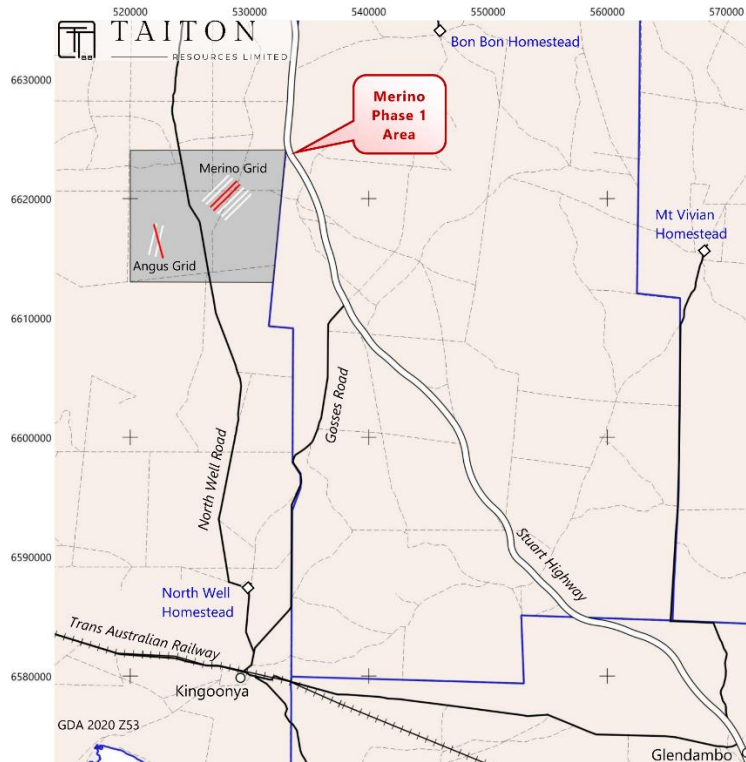 520000
530000
540000
550000
560000
570000
TAITON
RESOURCES LIMITED
Bon Bon Homestead
6630000
Merino
Phase 1
Area
Merino Grid
6620000
Mt Vivian
Homestead
Angus Grid
6610000
Gosses Road
6600000
North Well Road
6590000
Stuart Highway
North Well
Homestead
Trans Australian Railway
6580000
Kingoonya
GDA 2020 Z53
Glendambo